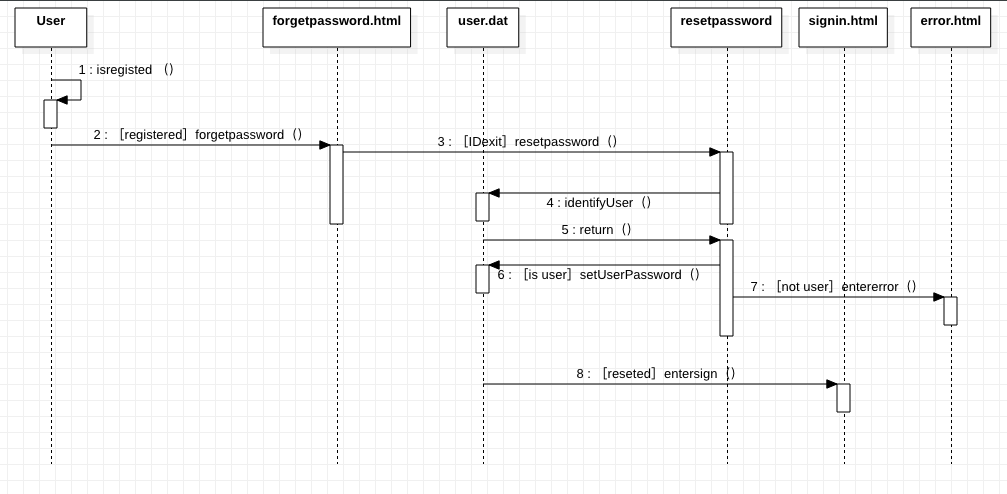 User
forgetpassword.html
user.dat
resetpassword
signin.html
error.html
1 : isregisted （）
2 : ［registered］forgetpassword（）
3 : ［IDexit］resetpassword（）
4 : identifyUser（）
5 : return（）
6 : ［is user］setUserPassword（）
7 : ［not user］entererror（）
8 : ［reseted］entersign（）